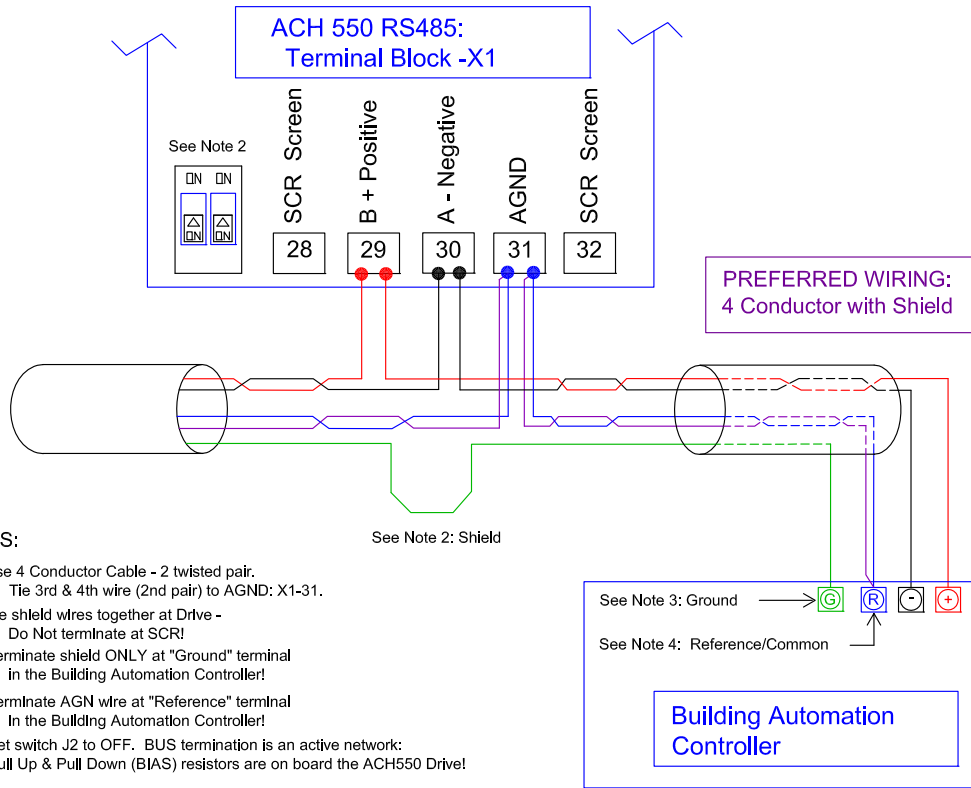 ACH 550 RS485:
Terminal Block -X1
See Note 2
ON ON
ON ON
SCR Screen
B + Positive
A - Negative
AGND
SCR Screen
28 29 30 31 32
PREFERRED WIRING:
4 Conductor with Shield
See Note 2: Shield
S:
se 4 Conductor Cable - 2 twisted pair.
Tie 3rd & 4th wire (2nd pair) to AGND: X1-31.
e shield wires together at Drive -
Do Not terminate at SCR!
erminate shield ONLY at "Ground" terminal
in the Building Automation Controller!
erminate AGN wire at "Reference" terminal
in the Building Automation Controller!
et switch J2 to OFF. BUS termination is an active network:
ull Up & Pull Down (BIAS) resistors are on board the ACH550 Drive!
See Note 3: Ground
G R - +
See Note 4: Reference/Common
Building Automation
Controller